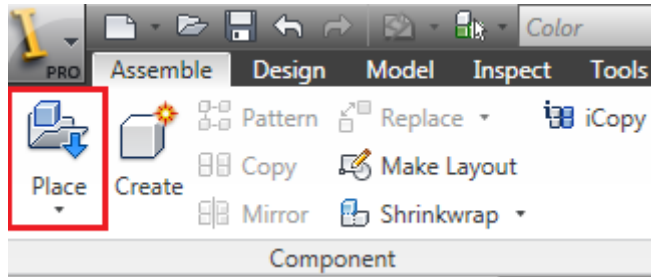 Color
PRO Assemble Design Model Inspect Tools
Pattern Replace iCopy
Place Create Copy Make Layout
Mirror Shrinkwrap
Component